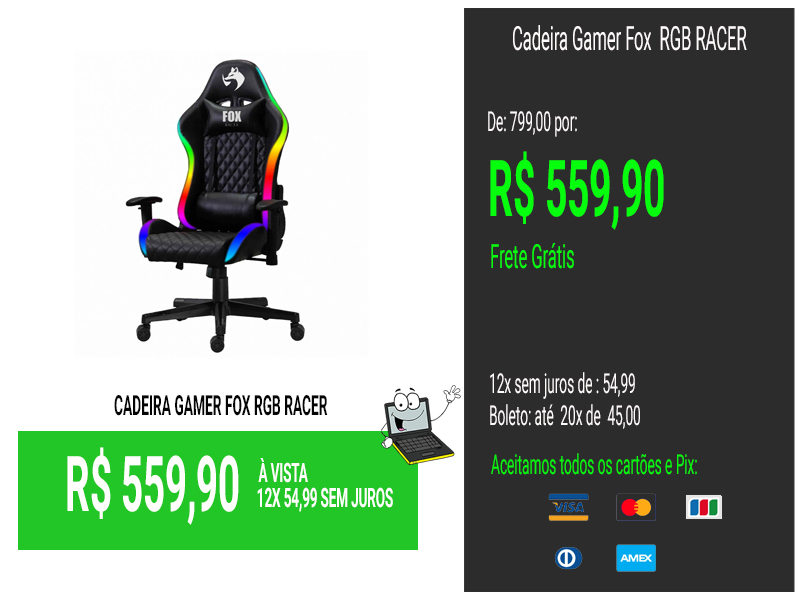 FOX
RACER
CADEIRA GAMER FOX RGB RACER
R$ 559,90
À VISTA
12X 54,99 SEM JUROS
Cadeira Gamer Fox RGB RACER
De: 799,00 por:
R$ 559,90
Frete Grátis
12x sem juros de : 54,99
Boleto: até 20x de 45,00
Aceitamos todos os cartões e Pix:
VISA
JCB
AMEX